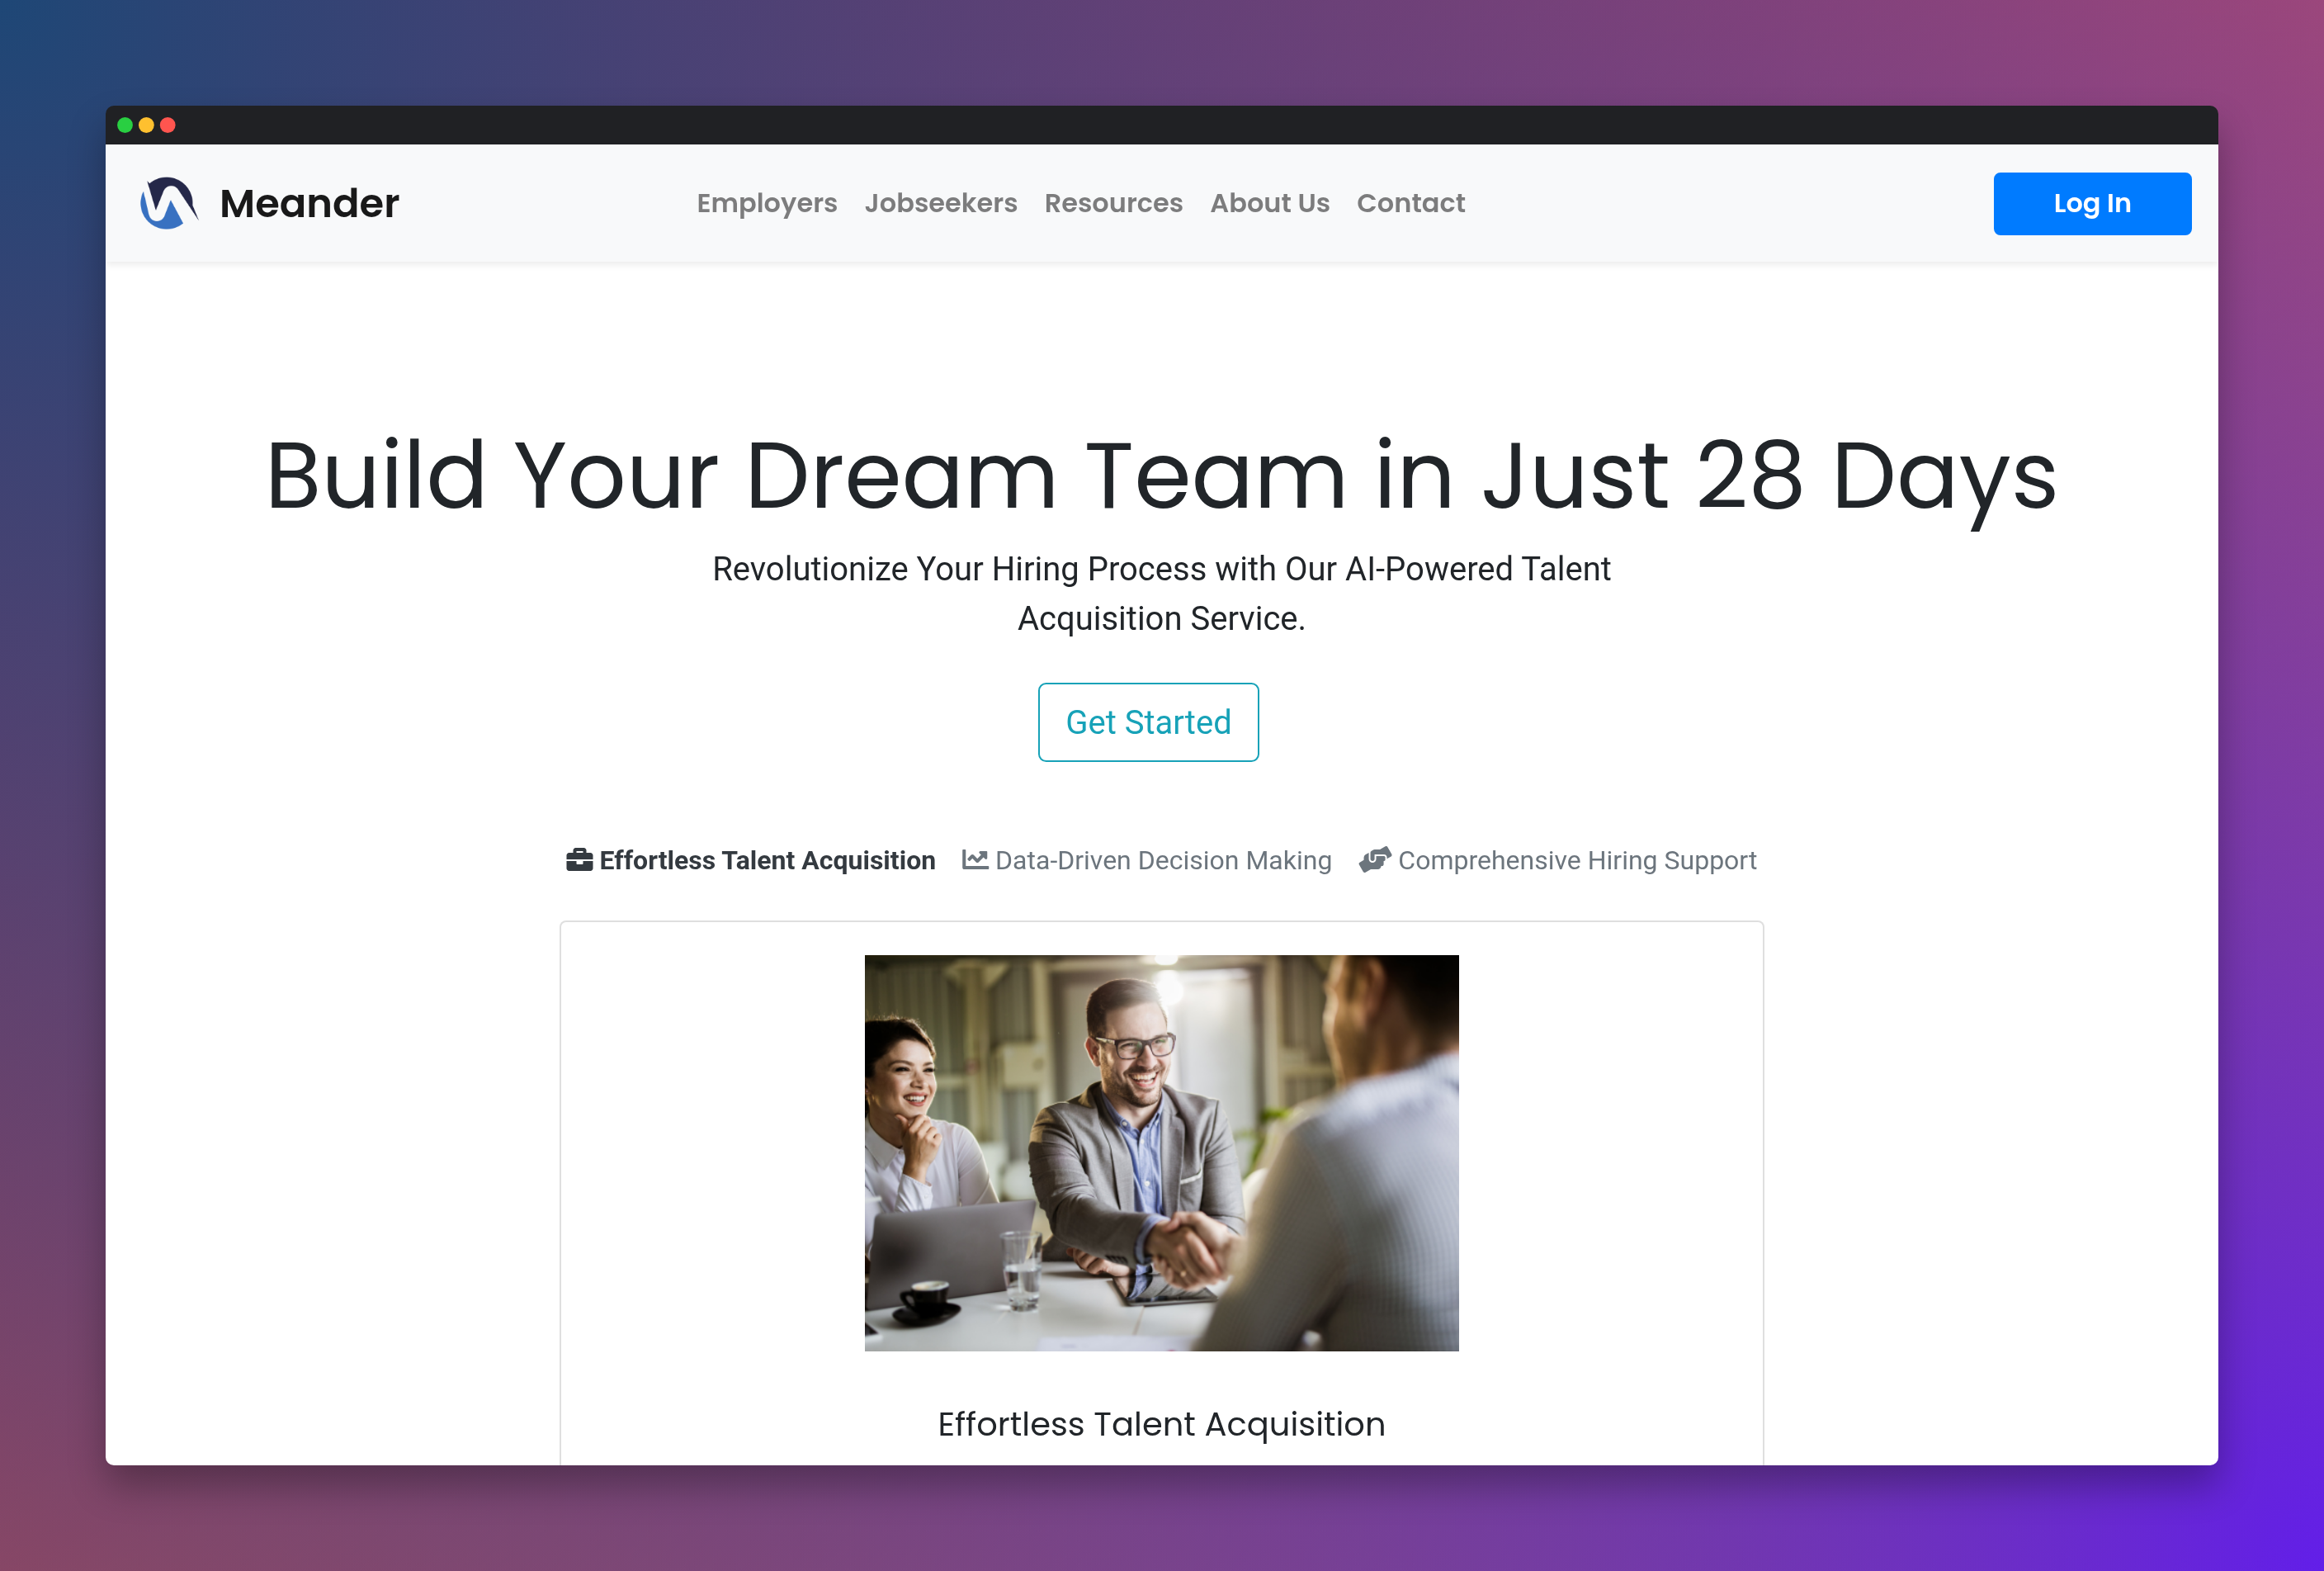 Meander
Employers Jobseekers Resources About Us Contact
Log In
Build Your Dream Team in Just 28 Days
Revolutionize Your Hiring Process with Our AI-Powered Talent
Acquisition Service.
Get Started
Effortless Talent Acquisition Data-Driven Decision Making Comprehensive Hiring Support
Effortless Talent Acquisition